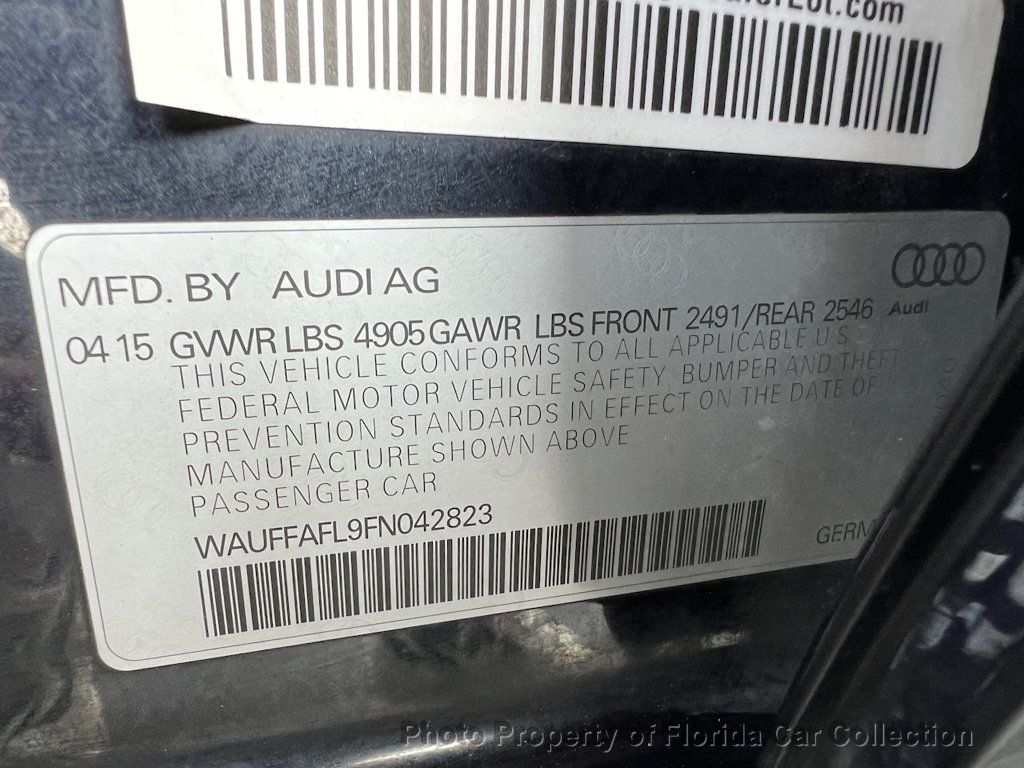 .com
MFD. BY AUDI AG
Audi
04 15 GVWR LBS 4905 GAWR LBS FRONT 2491/REAR 2546
THIS VEHICLE CONFORMS TO ALL APPLICABLE U.S.
FEDERAL MOTOR VEHICLE SAFETY, BUMPER AND THEFT
PREVENTION STANDARDS IN EFFECT ON THE DATE OF
MANUFACTURE SHOWN ABOVE
PASSENGER CAR
WAUFFAFL9FN042823
GERM
Photo Property of Florida Car Collection